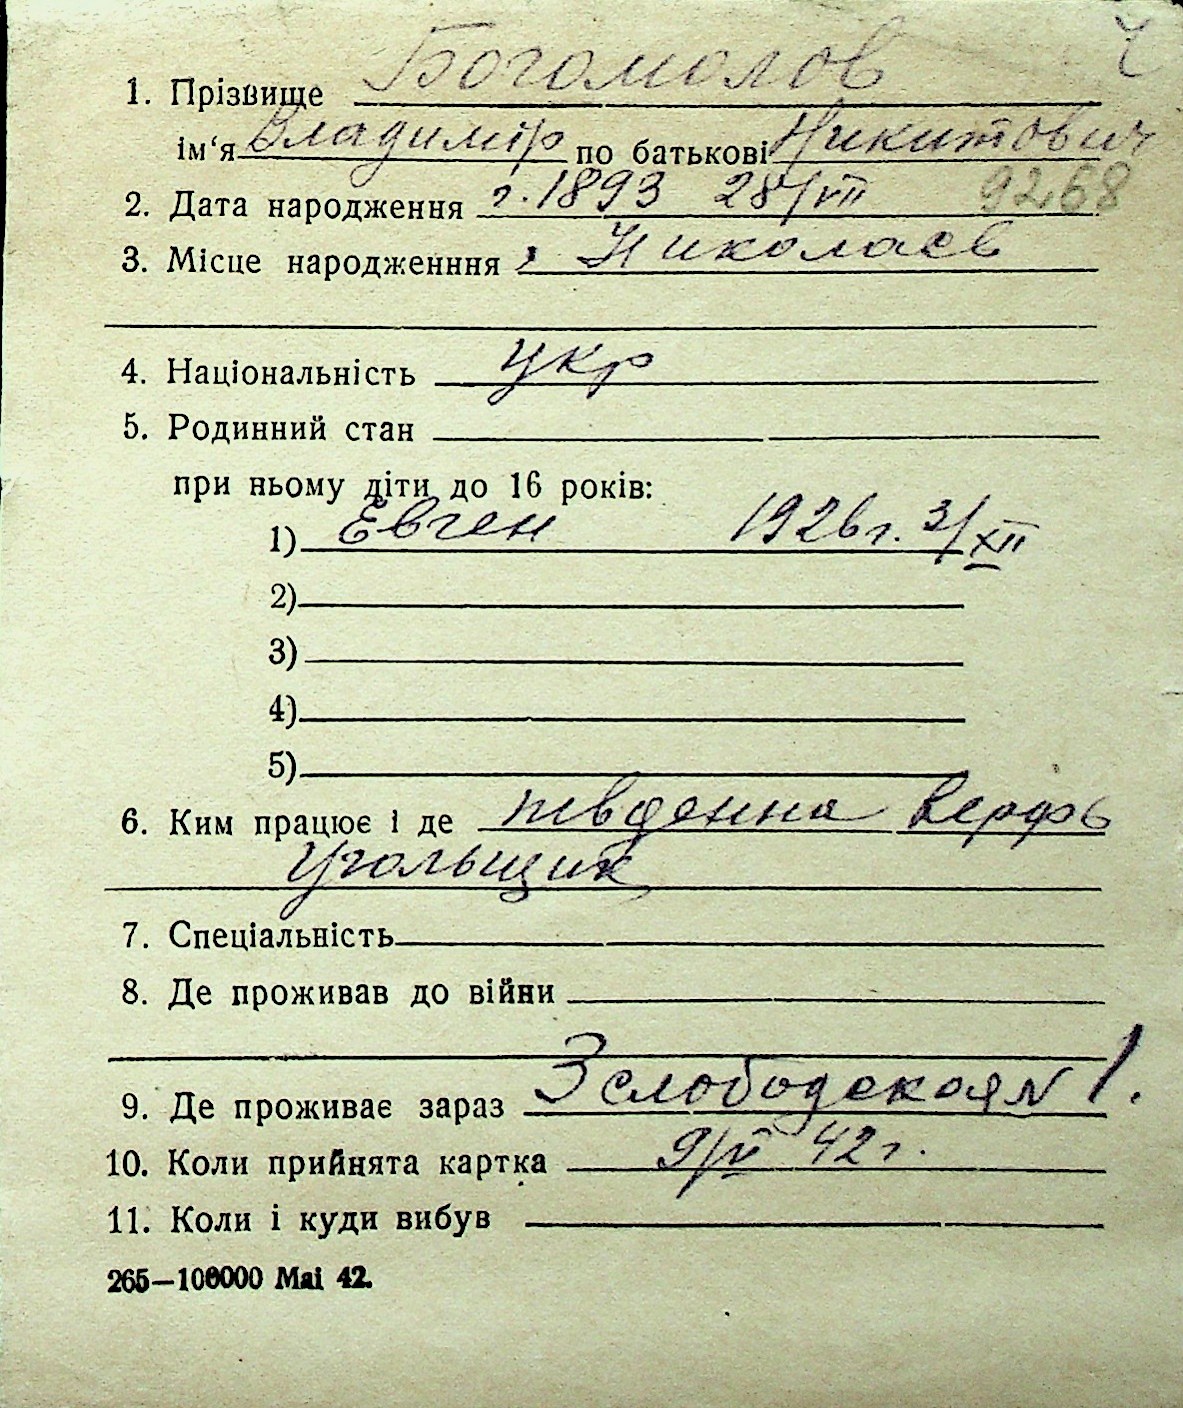 Ч
1. Прізвище Богомолов
ім‘я Владимір по батькові Никитович
2. Дата народження г. 1893 28/VII 9268
3. Місце народженння г. Николаев
4. Національність укр
5. Родинний стан
при ньому діти до 16 років:
1) Евген 1926 г. 3/XII
2)
3)
4)
5)
6. Ким працює і де південна верфь
Угольщик
7. Спеціальність
8. Де проживав до війни
9. Де проживає зараз 3 слободская № 1.
10. Коли прийнята картка 9/VI 42 г.
11. Коли і куди вибув
265—100000 Mai 42.